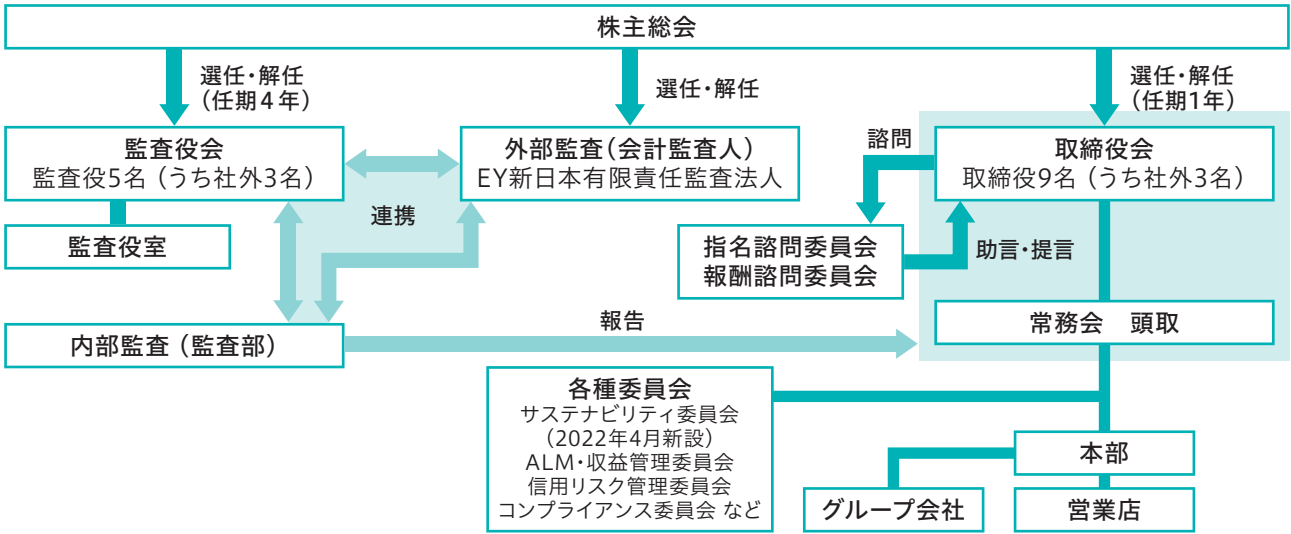 株主総会
選任・解任
(任期4年)
選任・解任
選任・解任
(任期1年)
監査役会
監査役5名(うち社外3名)
外部監査(会計監査人)
EY新日本有限責任監査法人
諮問
取締役会
取締役9名(うち社外3名)
連携
監査役室
指名諮問委員会
報酬諮問委員会
助言・提言
内部監査(監査部)
報告
常務会 頭取
各種委員会
サステナビリティ委員会
(2022年4月新設)
ALM・収益管理委員会
信用リスク管理委員会
コンプライアンス委員会 など
本部
グループ会社
営業店